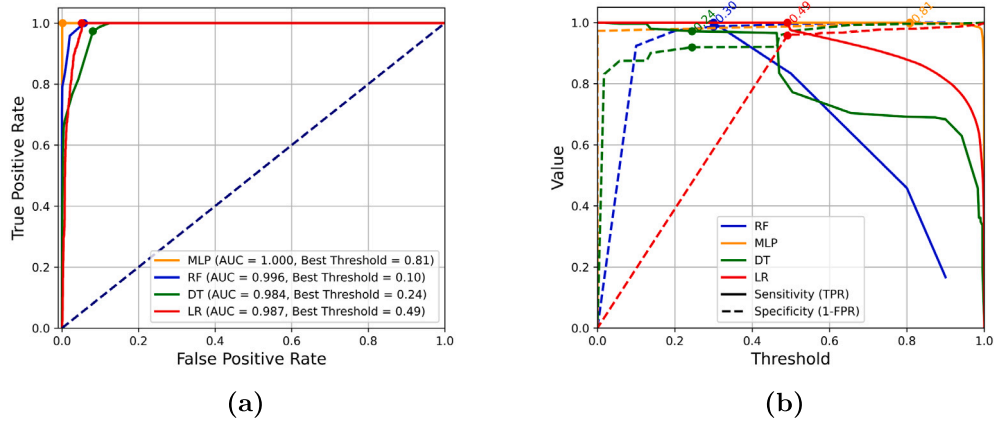 1.0
0.8
0.6
0.4
0.2
0.0
True Positive Rate
0.0 0.2 0.4 0.6 0.8 1.0
False Positive Rate
MLP (AUC = 1.000, Best Threshold = 0.81)
RF (AUC = 0.996, Best Threshold = 0.10)
DT (AUC = 0.984, Best Threshold = 0.24)
LR (AUC = 0.987, Best Threshold = 0.49)
(a)
0.24
0.30
0.49
0.81
1.0
0.8
0.6
0.4
0.2
0.0
Value
0.0 0.2 0.4 0.6 0.8 1.0
Threshold
RF
MLP
DT
LR
Sensitivity (TPR)
Specificity (1-FPR)
(b)